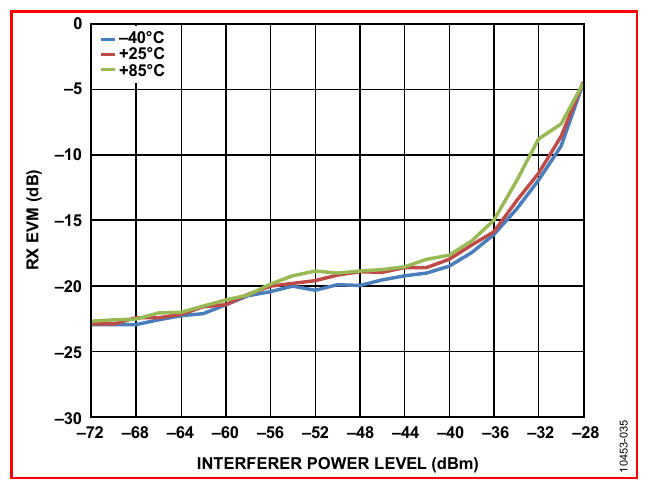 0
–5
–10
–15
–20
–25
–30
–40°C
+25°C
+85°C
RX EVM (dB)
–72 –68 –64 –60 –56 –52 –48 –44 –40 –36 –32 –28
INTERFERER POWER LEVEL (dBm)
10453-035